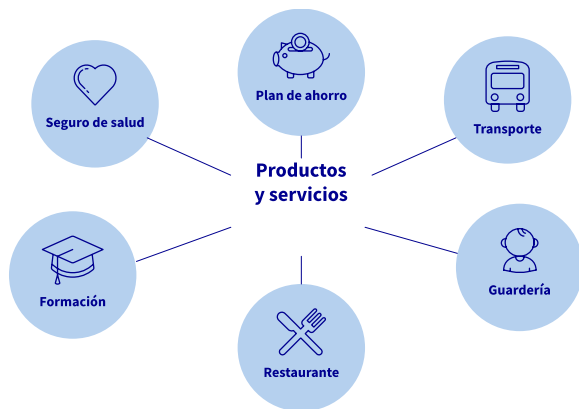 Plan de ahorro
Seguro de salud
Transporte
Productos
y servicios
Formación
Guardería
Restaurante